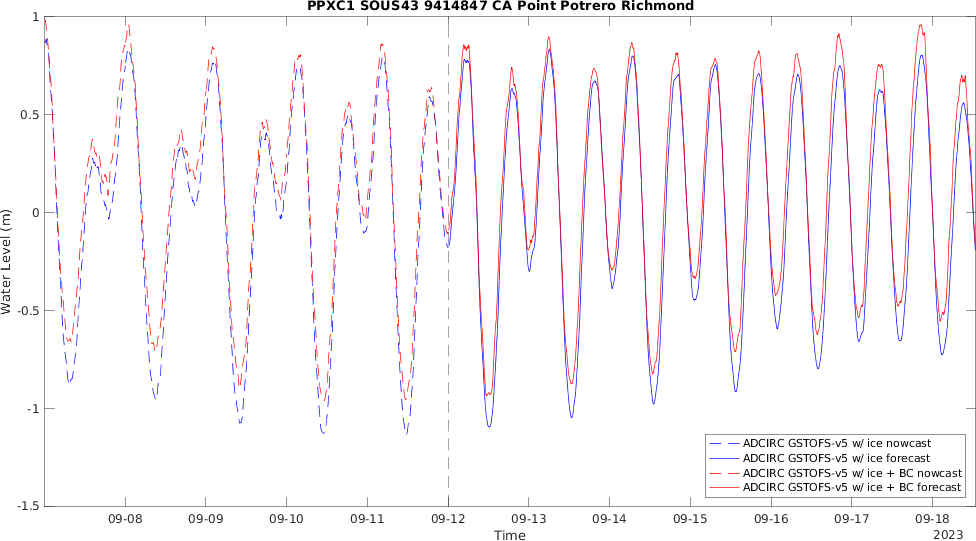 PPXC1 SOUS43 9414847 CA Point Potrero Richmond
1
0.5
0
-0.5
-1
-1.5
Water Level (m)
ADCIRC GSTOFS-v5 w/ ice nowcast
ADCIRC GSTOFS-v5 w/ ice forecast
ADCIRC GSTOFS-v5 w/ ice + BC nowcast
ADCIRC GSTOFS-v5 w/ ice + BC forecast
09-08 09-09 09-10 09-11 09-12 09-13 09-14 09-15 09-16 09-17 09-18
Time
2023